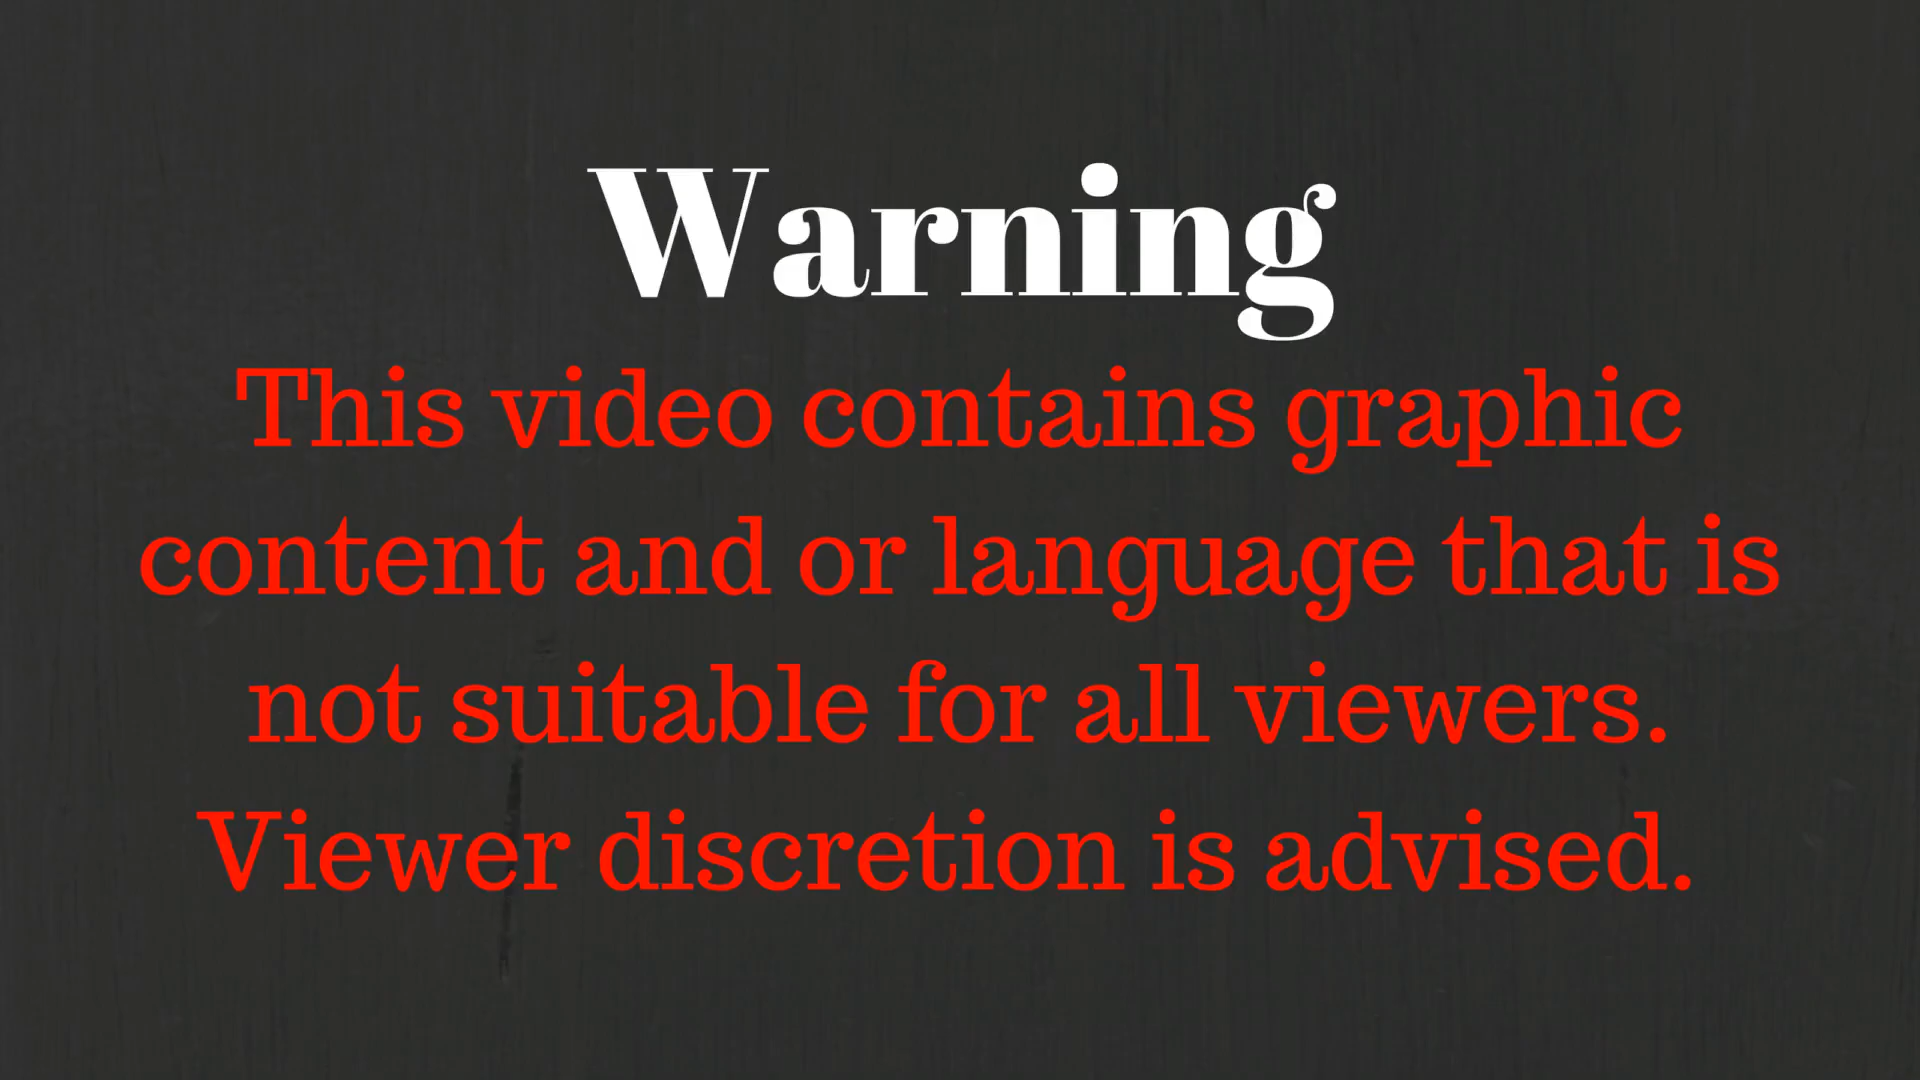 Warning
This video contains graphic
content and or language that is
not suitable for all viewers.
Viewer discretion is advised.